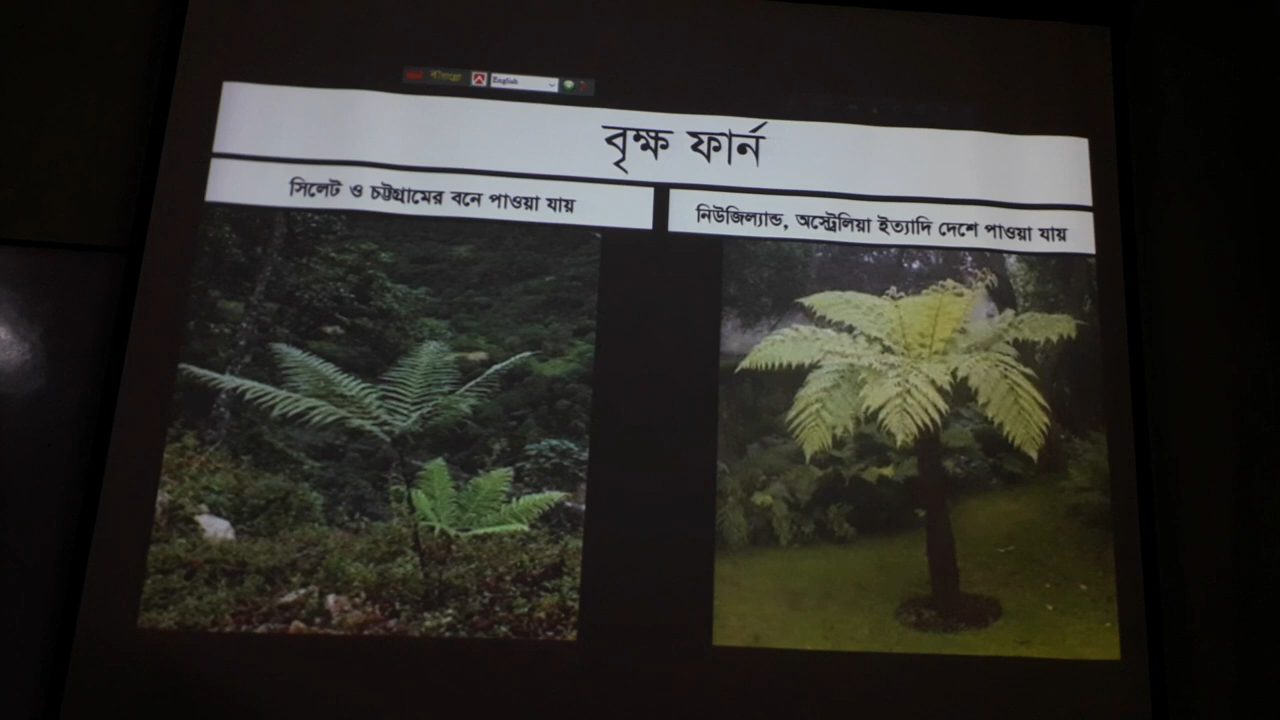 English
বৃক্ষ ফার্ন
সিলেট ও চট্টগ্রামের বনে পাওয়া যায়
নিউজিল্যান্ড, অস্ট্রেলিয়া ইত্যাদি দেশে পাওয়া যায়